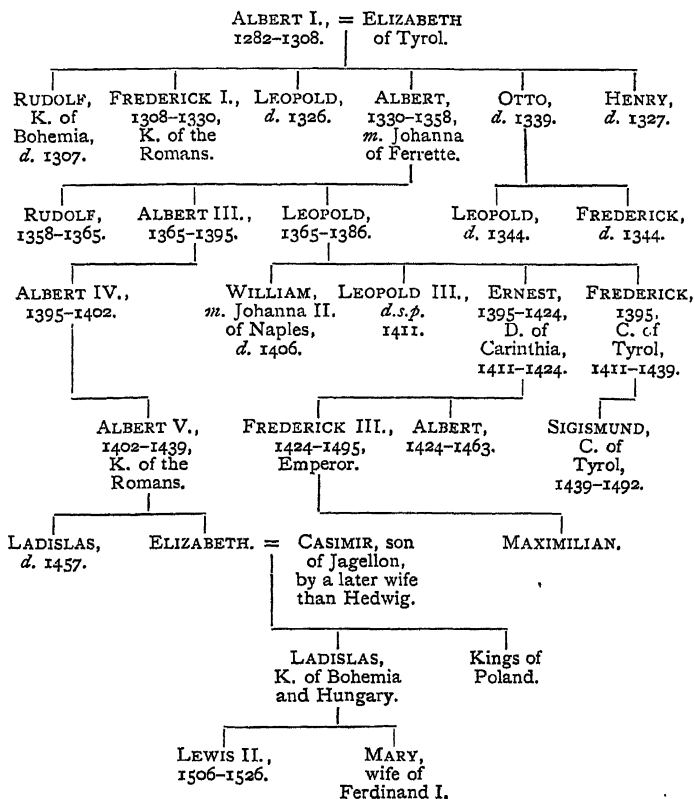 ALBERT I., = ELIZABETH
1282–1308. of Tyrol.
RUDOLF,
K. of
Bohemia,
d. 1307.
FREDERICK I.,
1308–1330,
K. of the
Romans.
LEOPOLD,
d. 1326.
ALBERT,
1330–1358,
m. Johanna
of Ferrette.
OTTO,
d. 1339.
HENRY,
d. 1327.
RUDOLF,
1358–1365.
ALBERT III.,
1365–1395.
LEOPOLD,
1365–1386.
LEOPOLD,
d. 1344.
FREDERICK,
d. 1344.
ALBERT IV.,
1395–1402.
WILLIAM,
m. Johanna II.
of Naples,
d. 1406.
LEOPOLD III.,
d.s.p.
1411.
ERNEST,
1395–1424,
D. of
Carinthia,
1411–1424.
FREDERICK,
1395,
C. of
Tyrol,
1411–1439.
ALBERT V.,
1402–1439,
K. of the
Romans.
FREDERICK III.,
1424–1495,
Emperor.
ALBERT,
1424–1463.
SIGISMUND,
C. of
Tyrol,
1439–1492.
LADISLAS,
d. 1457.
ELIZABETH. = CASIMIR, son
of Jagellon,
by a later wife
than Hedwig.
MAXIMILIAN.
LADISLAS,
K. of Bohemia
and Hungary.
Kings of
Poland.
LEWIS II.,
1506–1526.
MARY,
wife of
Ferdinand I.